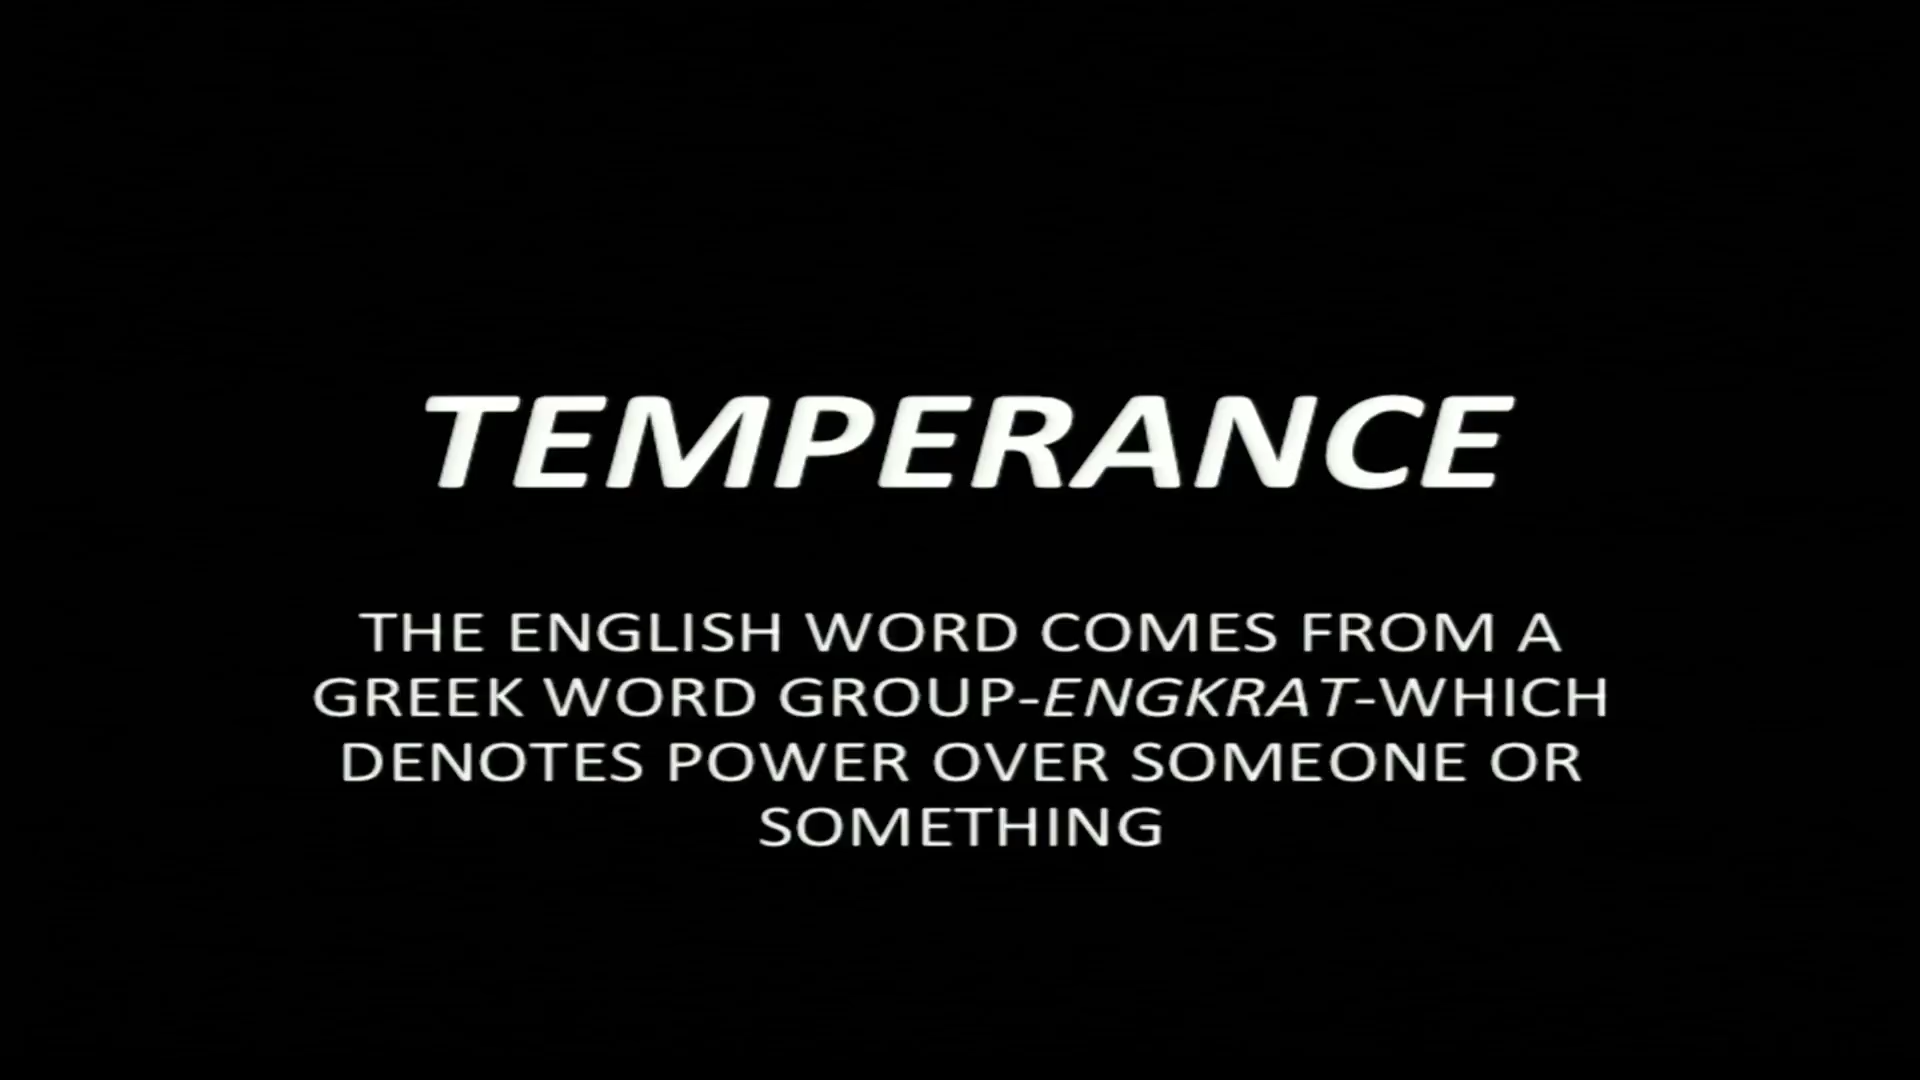 TEMPERANCE
THE ENGLISH WORD COMES FROM A
GREEK WORD GROUP-ENGKRAT-WHICH
DENOTES POWER OVER SOMEONE OR
SOMETHING